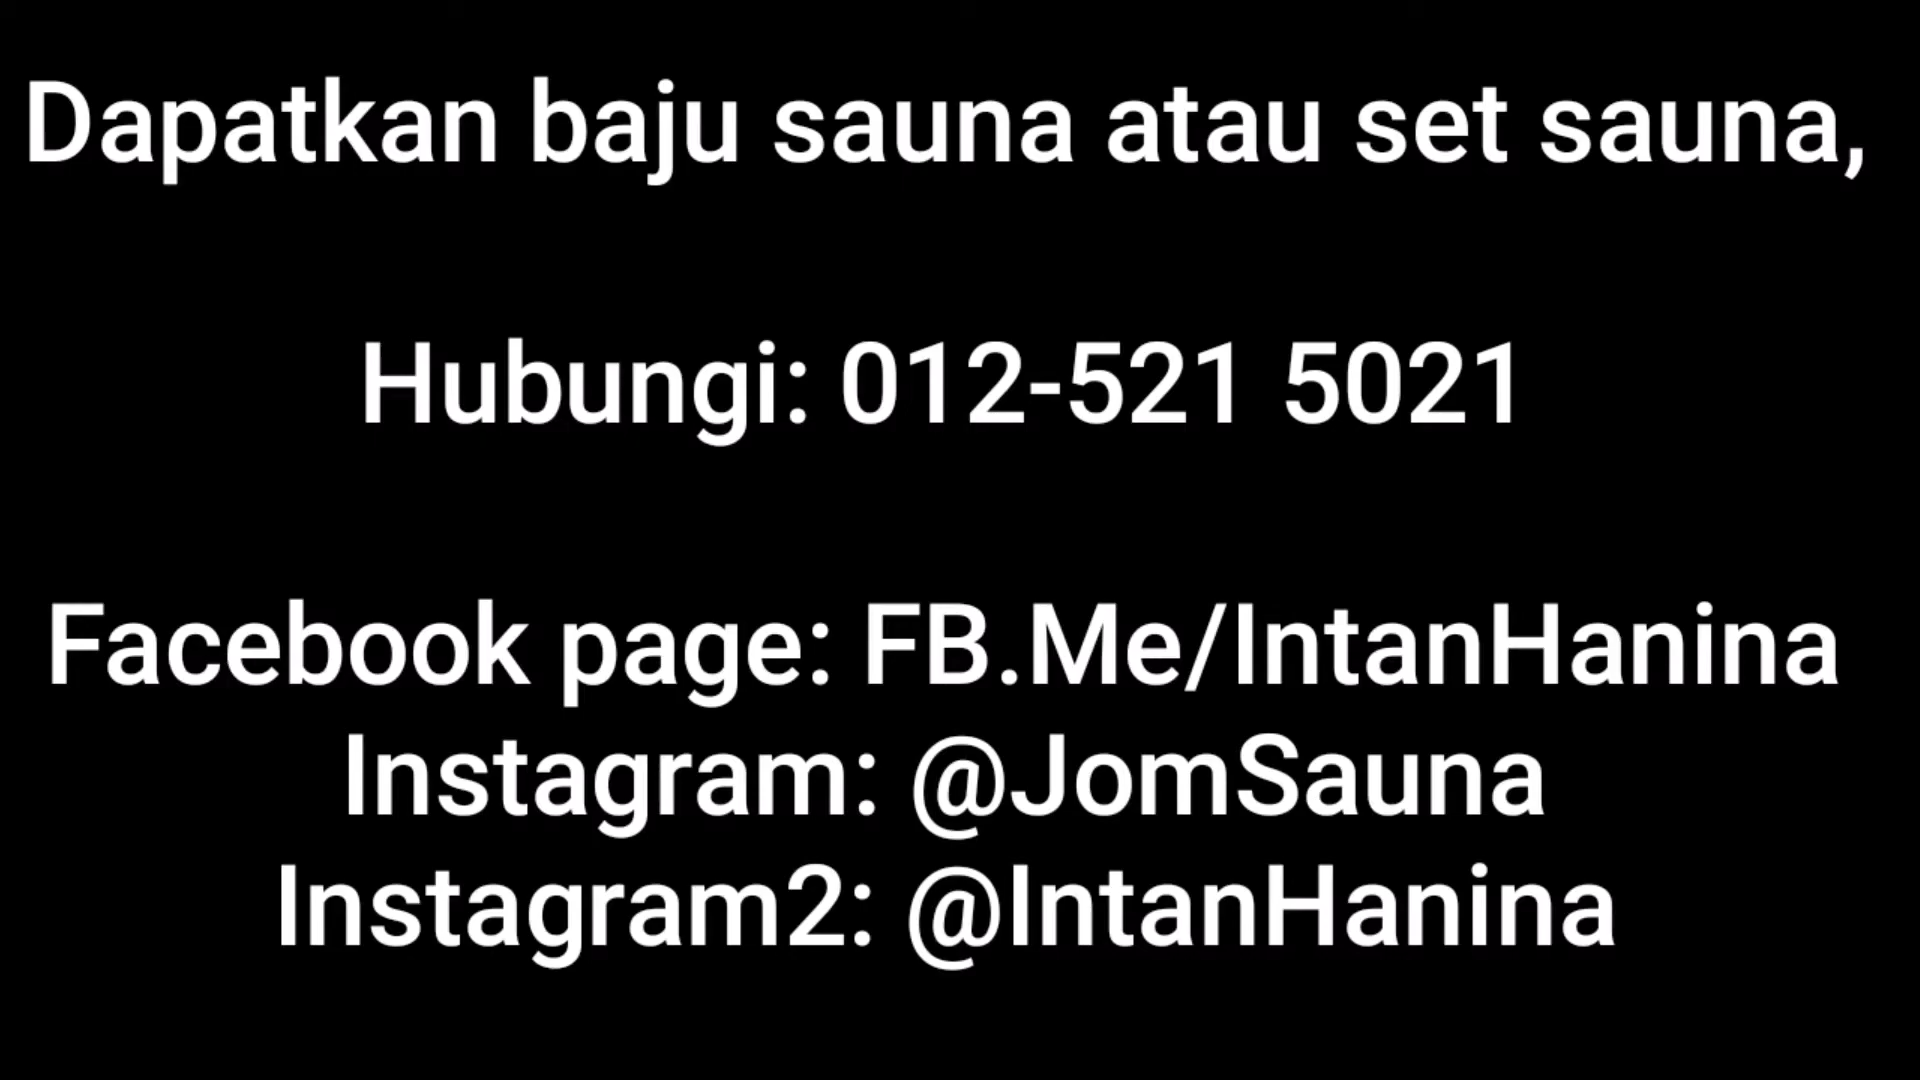 Dapatkan baju sauna atau set sauna,
Hubungi: 012-521 5021
Facebook page: FB.Me/IntanHanina
Instagram: @JomSauna
Instagram2: @IntanHanina